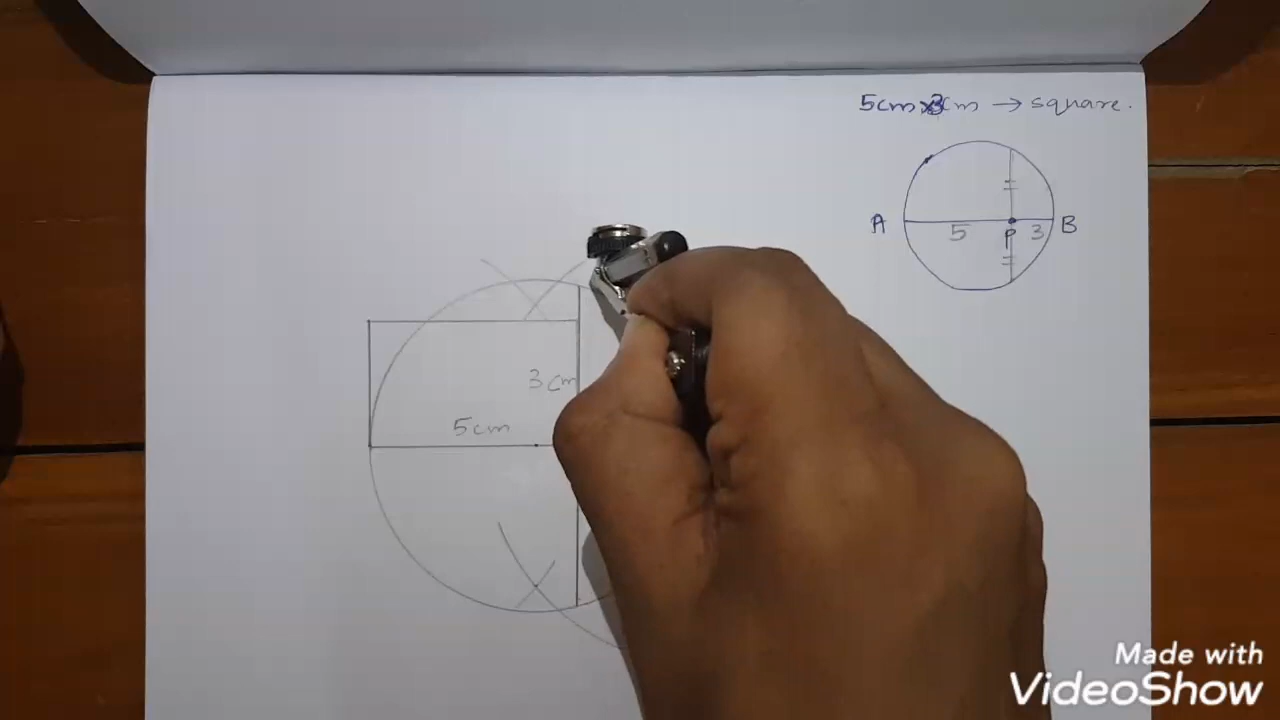 5cm x 3cm → square.
A
5
P
3
B
3cm
5cm
Made with
VideoShow